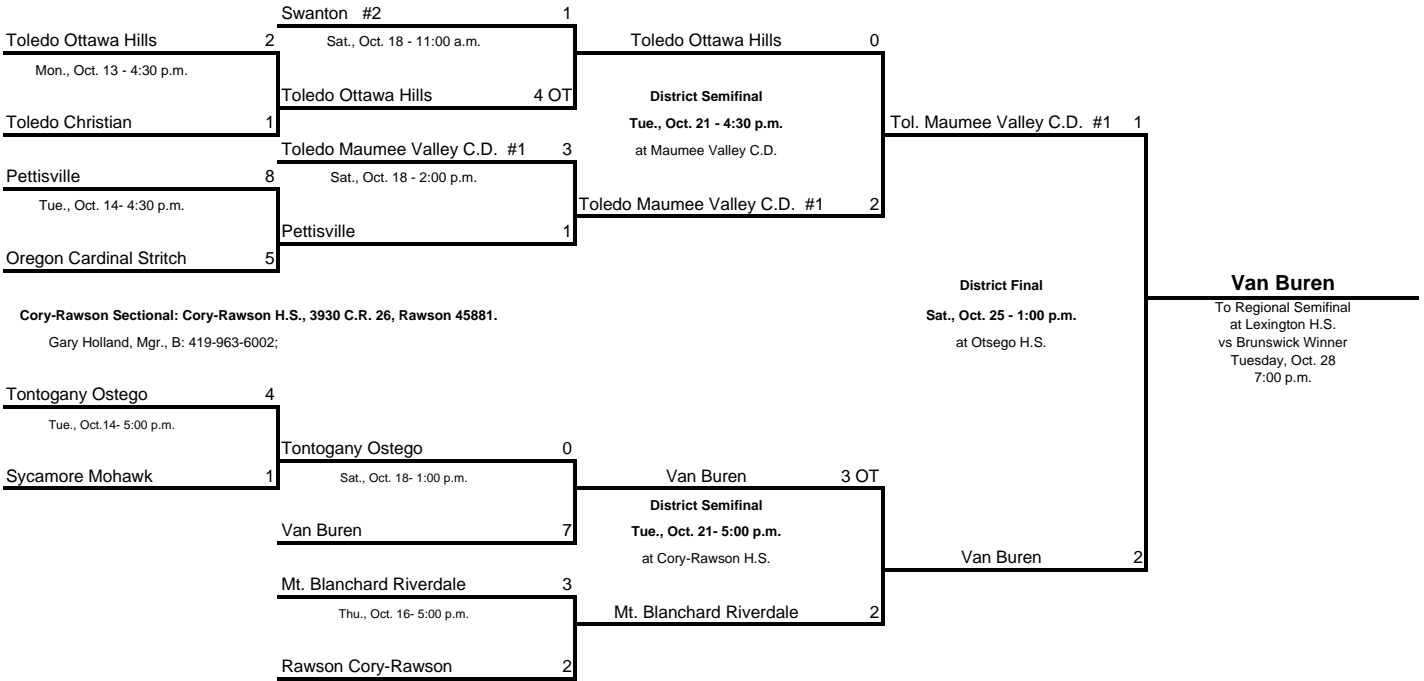 Swanton #2 1
Toledo Ottawa Hills 2
Sat., Oct. 18 - 11:00 a.m.
Toledo Ottawa Hills 0
Mon., Oct. 13 - 4:30 p.m.
Toledo Ottawa Hills 4 OT
District Semifinal
Toledo Christian 1
Tue., Oct. 21 - 4:30 p.m.
Tol. Maumee Valley C.D. #1 1
Toledo Maumee Valley C.D. #1 3
at Maumee Valley C.D.
Pettisville 8
Sat., Oct. 18 - 2:00 p.m.
Tue., Oct. 14- 4:30 p.m.
Toledo Maumee Valley C.D. #1 2
Pettisville 1
Oregon Cardinal Stritch 5
District Final
Van Buren
To Regional Semifinal
Cory-Rawson Sectional: Cory-Rawson H.S., 3930 C.R. 26, Rawson 45881.
Sat., Oct. 25 - 1:00 p.m.
at Lexington H.S.
Gary Holland, Mgr., B: 419-963-6002;
at Otsego H.S.
vs Brunswick Winner
Tuesday, Oct. 28
7:00 p.m.
Tontogany Ostego 4
Tue., Oct.14- 5:00 p.m.
Tontogany Ostego 0
Sycamore Mohawk 1
Sat., Oct. 18- 1:00 p.m.
Van Buren 3 OT
District Semifinal
Van Buren 7
Tue., Oct. 21- 5:00 p.m.
at Cory-Rawson H.S.
Van Buren 2
Mt. Blanchard Riverdale 3
Thu., Oct. 16- 5:00 p.m.
Mt. Blanchard Riverdale 2
Rawson Cory-Rawson 2